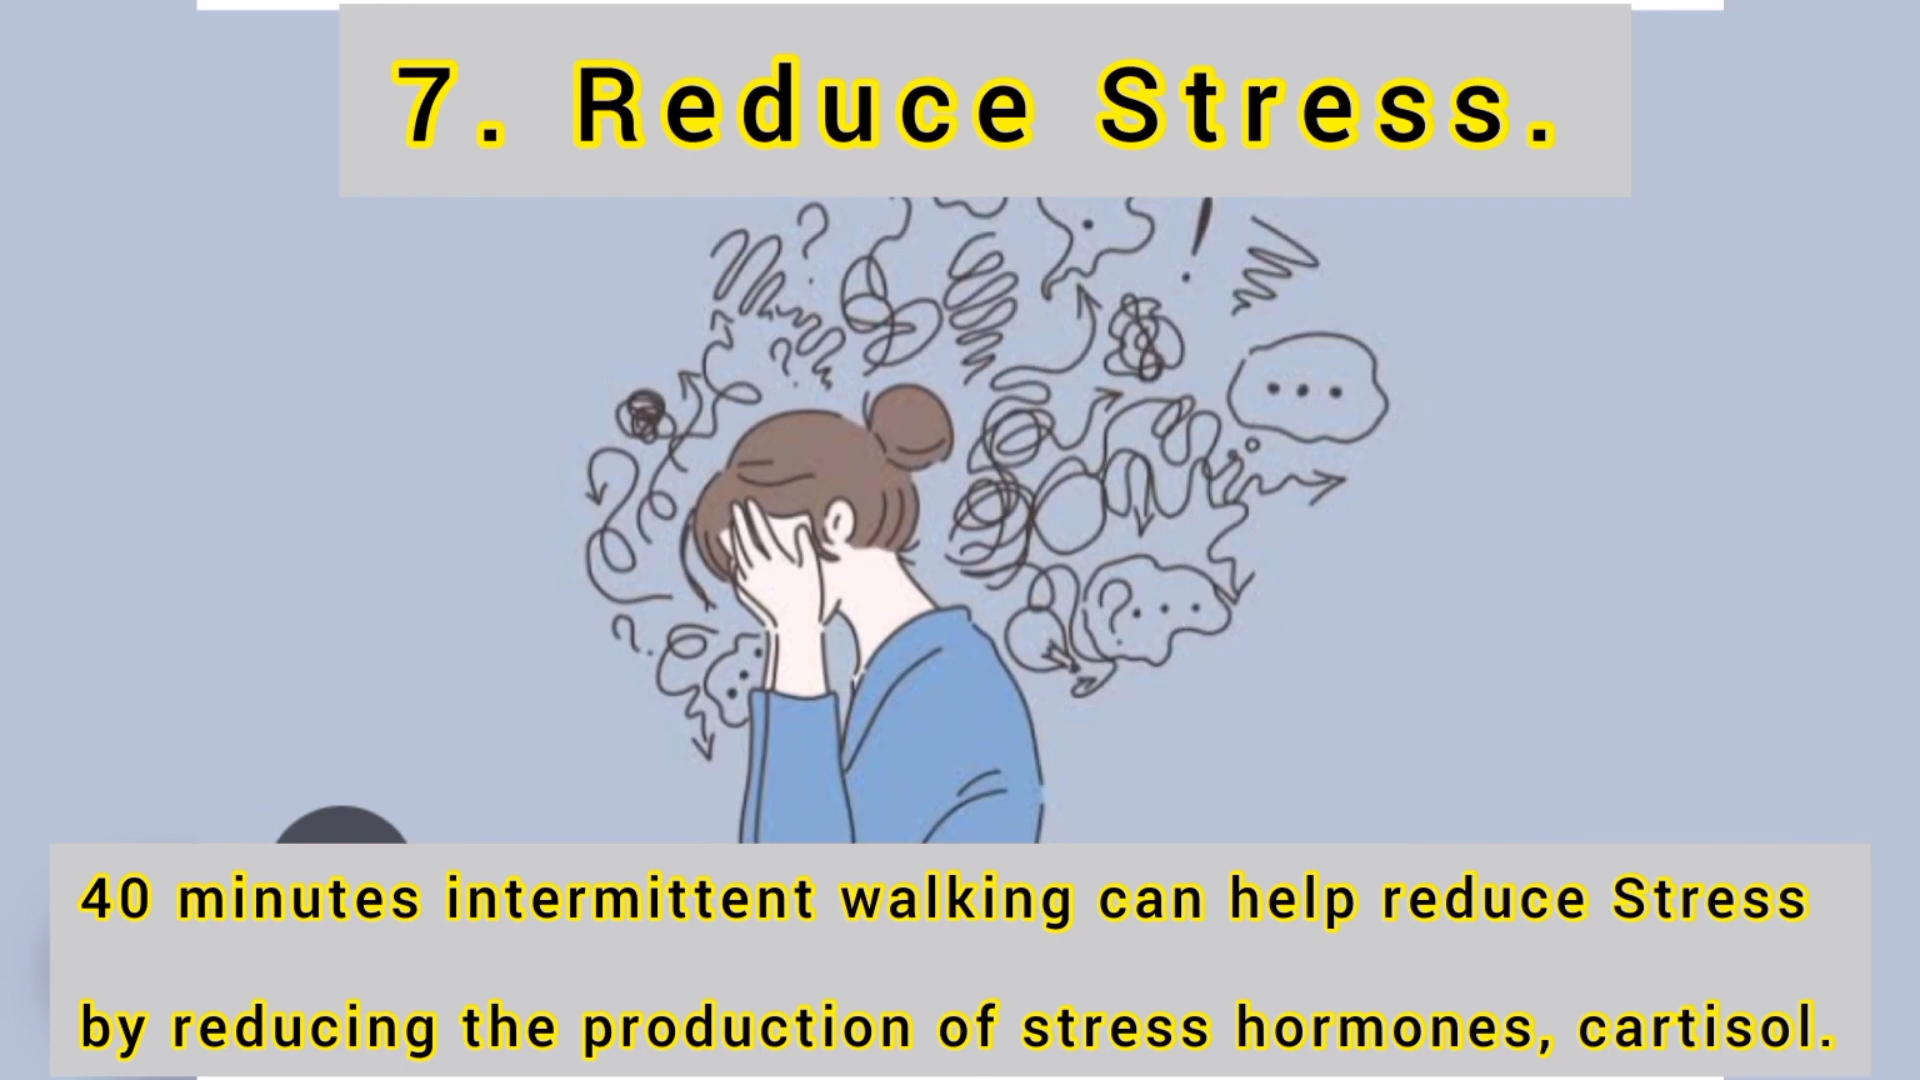 7. Reduce Stress.
40 minutes intermittent walking can help reduce Stress
by reducing the production of stress hormones, cartisol.